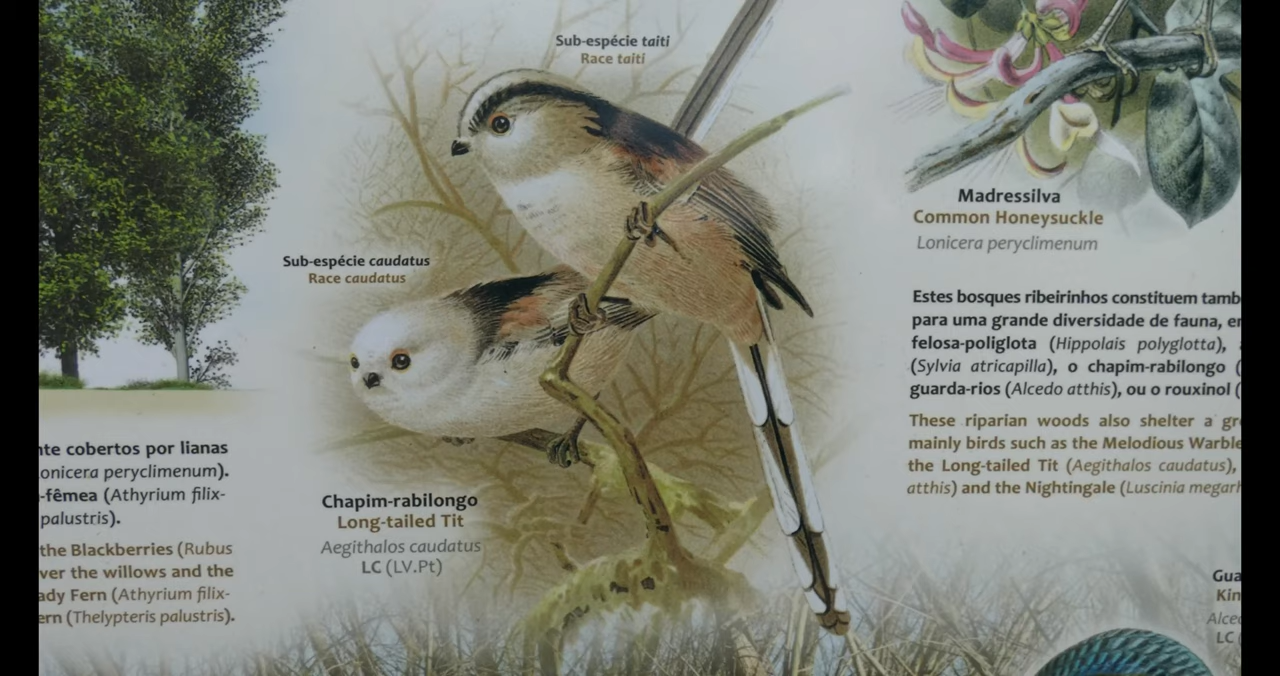 Sub-espécie taiti
Race taiti
Sub-espécie caudatus
Race caudatus
Chapim-rabilongo
Long-tailed Tit
Aegithalos caudatus
LC (LV.Pt)
Madressilva
Common Honeysuckle
Lonicera peryclimenum
nte cobertos por lianas
onicera peryclimenum).
-fêmea (Athyrium filix-
palustris).
the Blackberries (Rubus
ver the willows and the
ady Fern (Athyrium filix-
ern (Thelypteris palustris).
Estes bosques ribeirinhos constituem tamb
para uma grande diversidade de fauna, en
felosa-poliglota (Hippolais polyglotta),
(Sylvia atricapilla), o chapim-rabilongo (
guarda-rios (Alcedo atthis), ou o rouxinol (
These riparian woods also shelter a gr
mainly birds such as the Melodious Warble
the Long-tailed Tit (Aegithalos caudatus),
atthis) and the Nightingale (Luscinia megarh
Gua
Kin
Alced
LC (